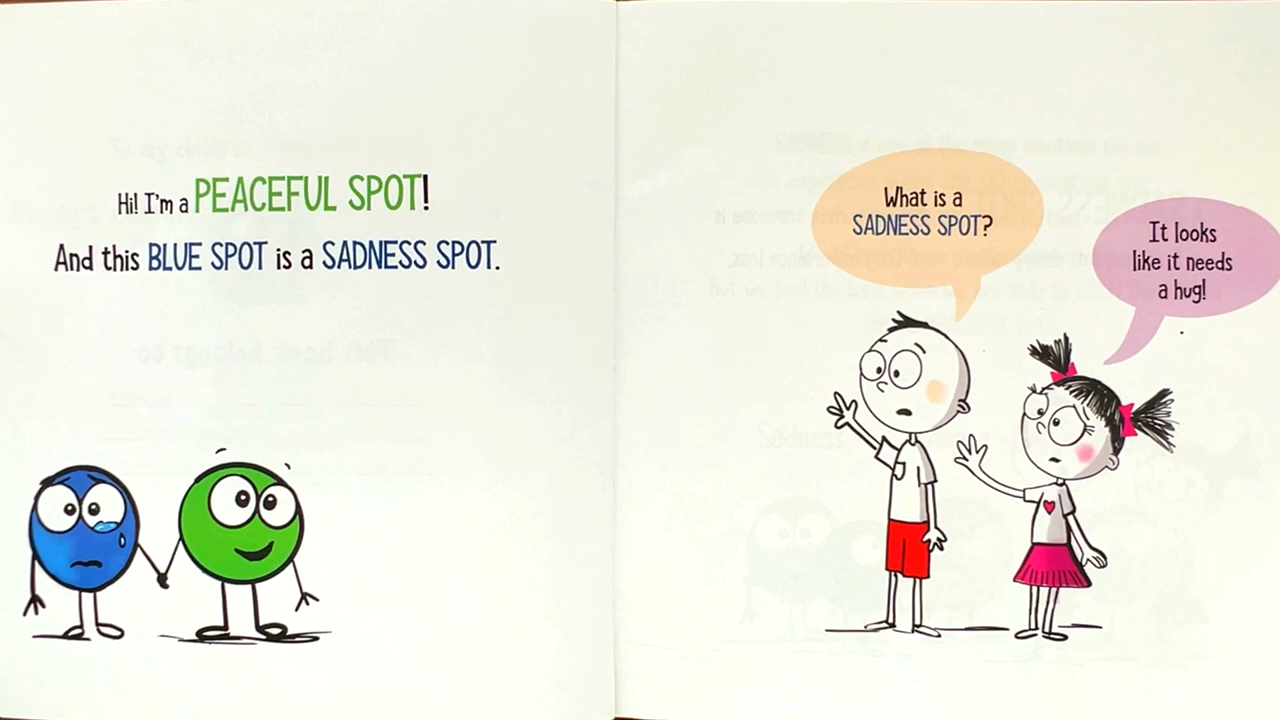 Hi! I'm a PEACEFUL SPOT!
And this BLUE SPOT is a SADNESS SPOT.
What is a
SADNESS SPOT?
It looks
like it needs
a hug!